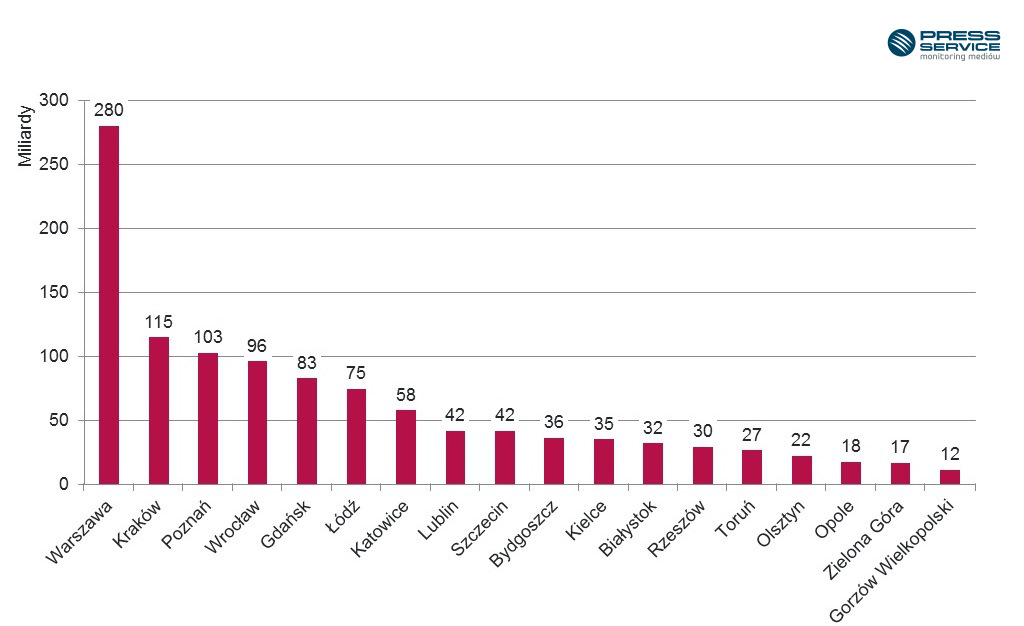 PRESS
SERVICE
monitoring mediów
Miliardy
300
250
200
150
100
50
0
280
115
103
96
83
75
58
42
42
36
35
32
30
27
22
18
17
12
Warszawa
Kraków
Poznań
Wrocław
Gdańsk
Łódź
Katowice
Lublin
Szczecin
Bydgoszcz
Kielce
Białystok
Rzeszów
Toruń
Olsztyn
Opole
Zielona Góra
Gorzów Wielkopolski